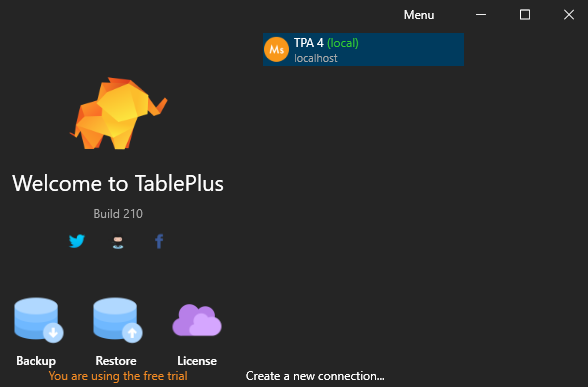 Menu
Ms
TPA 4 (local)
localhost
Welcome to TablePlus
Build 210
Backup
Restore
License
You are using the free trial
Create a new connection...